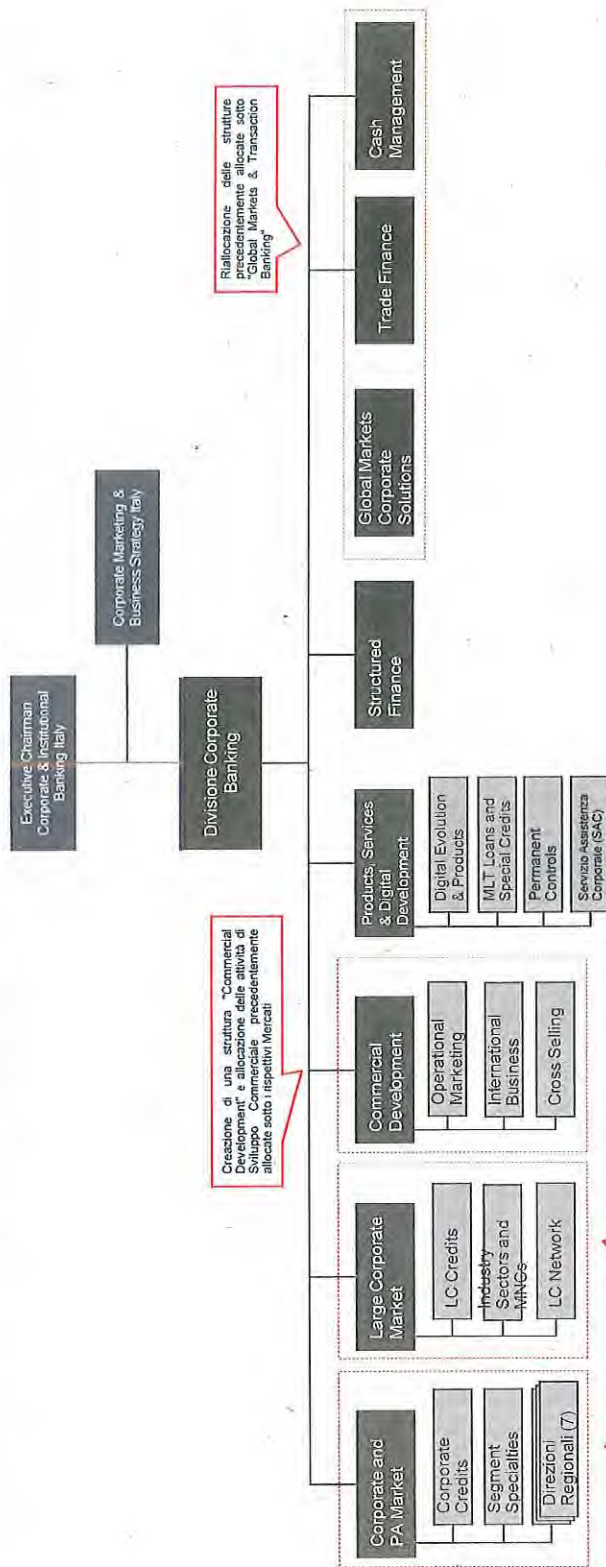 Executive Chairman
Corporate & Institutional
Banking Italy
Corporate Marketing &
Business Strategy Italy
Divisione Corporate
Banking
Creazione di una struttura "Commercial
Development" e allocazione delle attività di
Sviluppo Commerciale precedentemente
allocate sotto i rispettivi Mercati
Riallocazione delle strutture
precedentemente allocate sotto
"Global Markets & Transaction
Banking"
Corporate and
PA Market
Corporate
Credits
Segment
Specialties
Direzioni
Regionali (7)
Large Corporate
Market
LC Credits
Industry
Sectors and
MNCs
LC Network
Commercial
Development
Operational
Marketing
International
Business
Cross Selling
Products, Services
& Digital
Development
Digital Evolution
& Products
MLT Loans and
Special Credits
Permanent
Controls
Servizio Assistenza
Corporate (SAC)
Structured
Finance
Global Markets
Corporate
Solutions
Trade Finance
Cash
Management